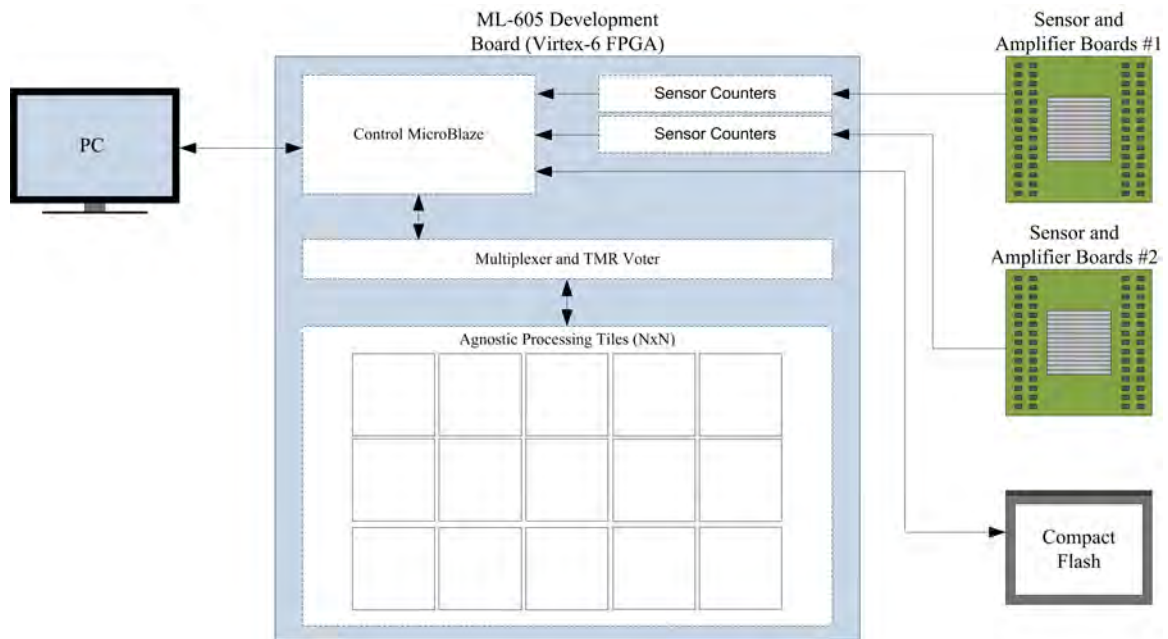 ML-605 Development
Board (Virtex-6 FPGA)
Sensor and
Amplifier Boards #1
PC
Control MicroBlaze
Sensor Counters
Sensor Counters
Sensor and
Amplifier Boards #2
Multiplexer and TMR Voter
Agnostic Processing Tiles (NxN)
Compact
Flash